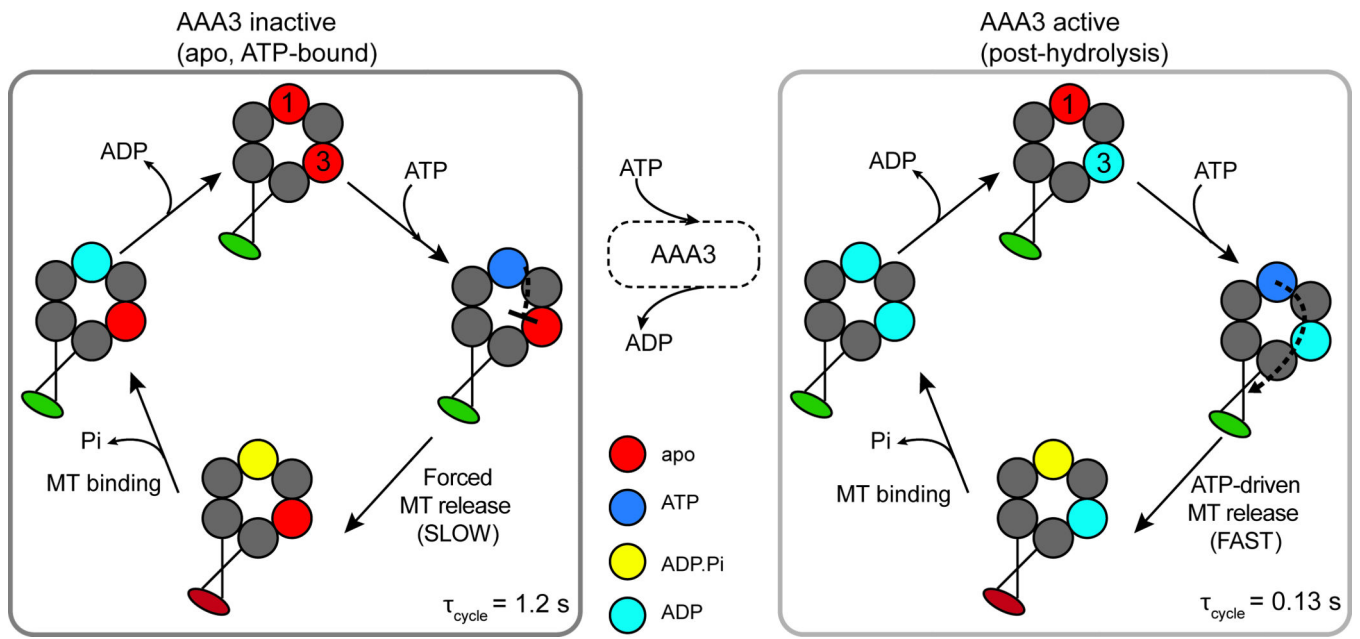 AAA3 inactive
(apo, ATP-bound)
1
3
ADP
ATP
Pi
MT binding
Forced
MT release
(SLOW)
τcycle = 1.2 s
ATP
AAA3
ADP
apo
ATP
ADP.Pi
ADP
AAA3 active
(post-hydrolysis)
1
3
ADP
ATP
Pi
MT binding
ATP-driven
MT release
(FAST)
τcycle = 0.13 s